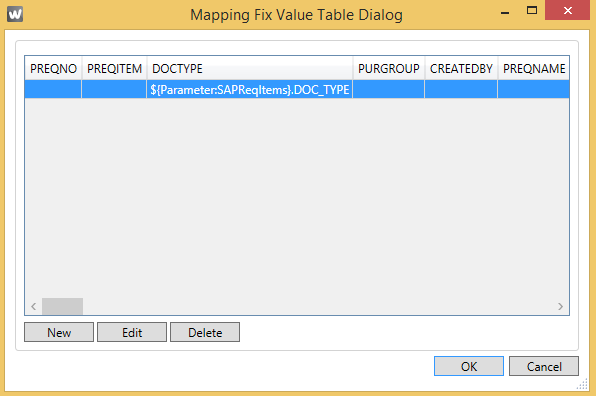 W Mapping Fix Value Table Dialog
PREQNO PREQITEM DOCTYPE PURGROUP CREATEDBY PREQNAME
${Parameter:SAPReqItems}.DOC_TYPE
New Edit Delete
OK Cancel